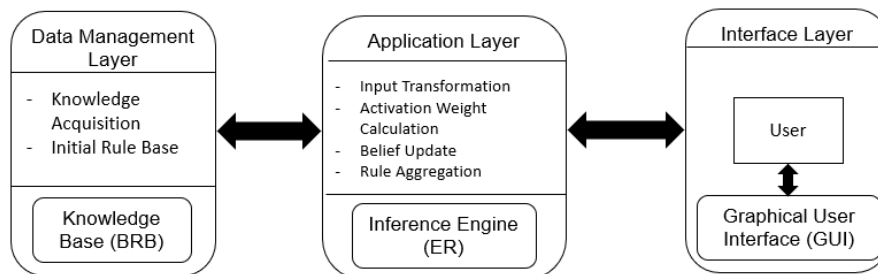 Data Management
Layer
- Knowledge
Acquisition
- Initial Rule Base
Knowledge
Base (BRB)
Application Layer
- Input Transformation
- Activation Weight
Calculation
- Belief Update
- Rule Aggregation
Inference Engine
(ER)
Interface Layer
User
Graphical User
Interface (GUI)